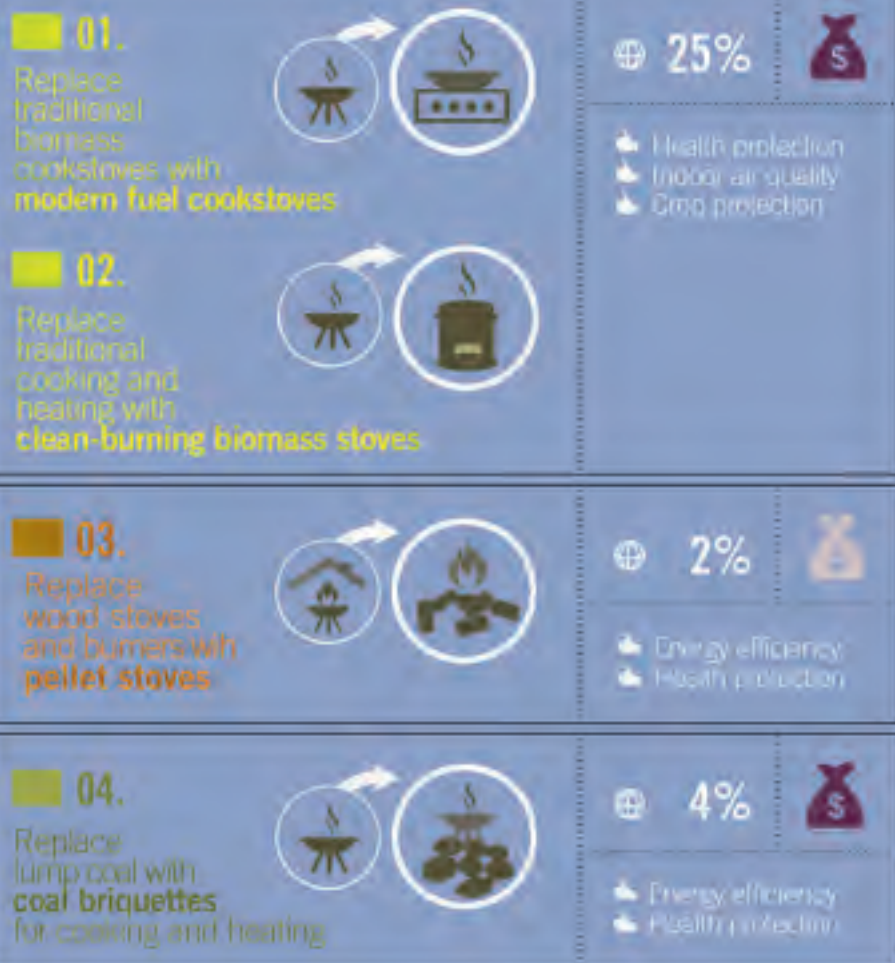 01.
Replace
traditional
biomass
cookstoves with
modern fuel cookstoves
25%
$
Health protection
Indoor air quality
Crop protection
02.
Replace
traditional
cooking and
heating with
clean-burning biomass stoves
03.
Replace
wood stoves
and burners wih
pellet stoves
2%
Energy efficiency
Health protection
04.
Replace
lump coal with
coal briquettes
for cooking and heating
4%
$
Energy efficiency
Health protection